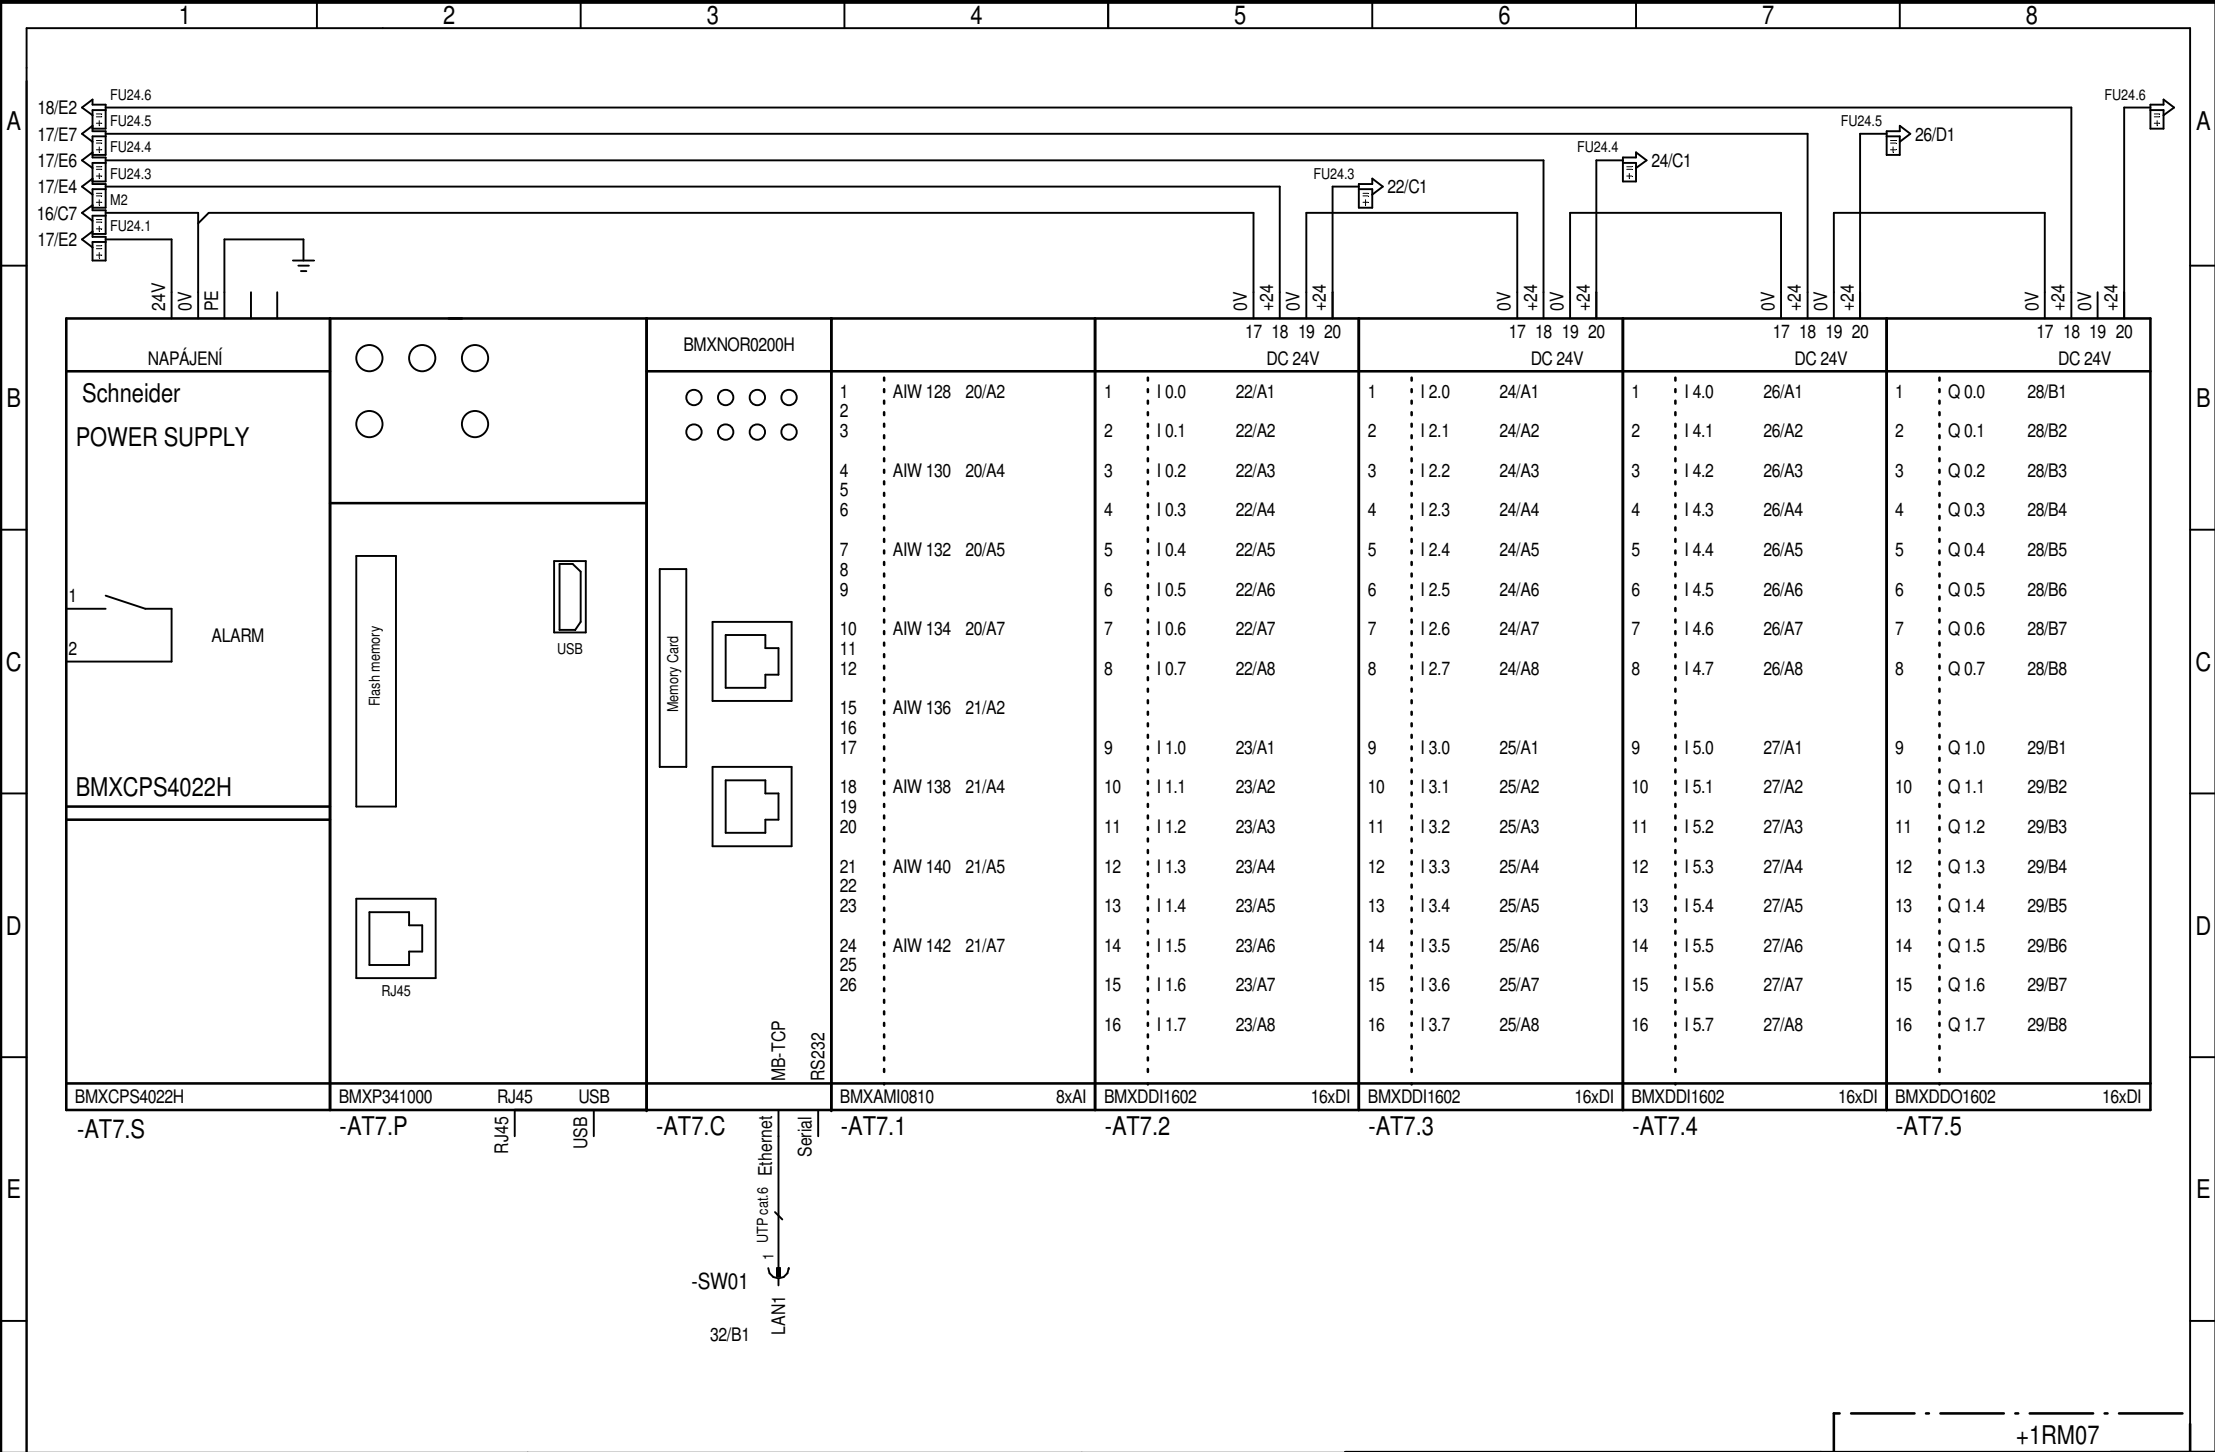 1 2 3 4 5 6 7 8
A A
B B
C C
D D
E E
18/E2 FU24.6
17/E7 FU24.5
17/E6 FU24.4
17/E4 FU24.3
16/C7 M2
17/E2 FU24.1
FU24.3 22/C1
FU24.4 24/C1
FU24.5 26/D1
FU24.6
24V 0V PE
0V +24 0V +24
0V +24 0V +24
0V +24 0V +24
0V +24 0V +24
NAPÁJENÍ
Schneider
POWER SUPPLY
1
2
ALARM
BMXCPS4022H
BMXCPS4022H
-AT7.S
Flash memory
USB
RJ45
BMXP341000 RJ45 USB
-AT7.P
RJ45
USB
BMXNOR0200H
Memory Card
MB-TCP
RS232
-AT7.C
Ethernet
Serial
UTP cat.6
1
-SW01
LAN1
32/B1
1 AIW 128 20/A2
2
3
4 AIW 130 20/A4
5
6
7 AIW 132 20/A5
8
9
10 AIW 134 20/A7
11
12
15 AIW 136 21/A2
16
17
18 AIW 138 21/A4
19
20
21 AIW 140 21/A5
22
23
24 AIW 142 21/A7
25
26
BMXAMI0810 8xAI
-AT7.1
17 18 19 20
DC 24V
1 I 0.0 22/A1
2 I 0.1 22/A2
3 I 0.2 22/A3
4 I 0.3 22/A4
5 I 0.4 22/A5
6 I 0.5 22/A6
7 I 0.6 22/A7
8 I 0.7 22/A8
9 I 1.0 23/A1
10 I 1.1 23/A2
11 I 1.2 23/A3
12 I 1.3 23/A4
13 I 1.4 23/A5
14 I 1.5 23/A6
15 I 1.6 23/A7
16 I 1.7 23/A8
BMXDDI1602 16xDI
-AT7.2
17 18 19 20
DC 24V
1 I 2.0 24/A1
2 I 2.1 24/A2
3 I 2.2 24/A3
4 I 2.3 24/A4
5 I 2.4 24/A5
6 I 2.5 24/A6
7 I 2.6 24/A7
8 I 2.7 24/A8
9 I 3.0 25/A1
10 I 3.1 25/A2
11 I 3.2 25/A3
12 I 3.3 25/A4
13 I 3.4 25/A5
14 I 3.5 25/A6
15 I 3.6 25/A7
16 I 3.7 25/A8
BMXDDI1602 16xDI
-AT7.3
17 18 19 20
DC 24V
1 I 4.0 26/A1
2 I 4.1 26/A2
3 I 4.2 26/A3
4 I 4.3 26/A4
5 I 4.4 26/A5
6 I 4.5 26/A6
7 I 4.6 26/A7
8 I 4.7 26/A8
9 I 5.0 27/A1
10 I 5.1 27/A2
11 I 5.2 27/A3
12 I 5.3 27/A4
13 I 5.4 27/A5
14 I 5.5 27/A6
15 I 5.6 27/A7
16 I 5.7 27/A8
BMXDDI1602 16xDI
-AT7.4
17 18 19 20
DC 24V
1 Q 0.0 28/B1
2 Q 0.1 28/B2
3 Q 0.2 28/B3
4 Q 0.3 28/B4
5 Q 0.4 28/B5
6 Q 0.5 28/B6
7 Q 0.6 28/B7
8 Q 0.7 28/B8
9 Q 1.0 29/B1
10 Q 1.1 29/B2
11 Q 1.2 29/B3
12 Q 1.3 29/B4
13 Q 1.4 29/B5
14 Q 1.5 29/B6
15 Q 1.6 29/B7
16 Q 1.7 29/B8
BMXDDO1602 16xDI
-AT7.5
+1RM07